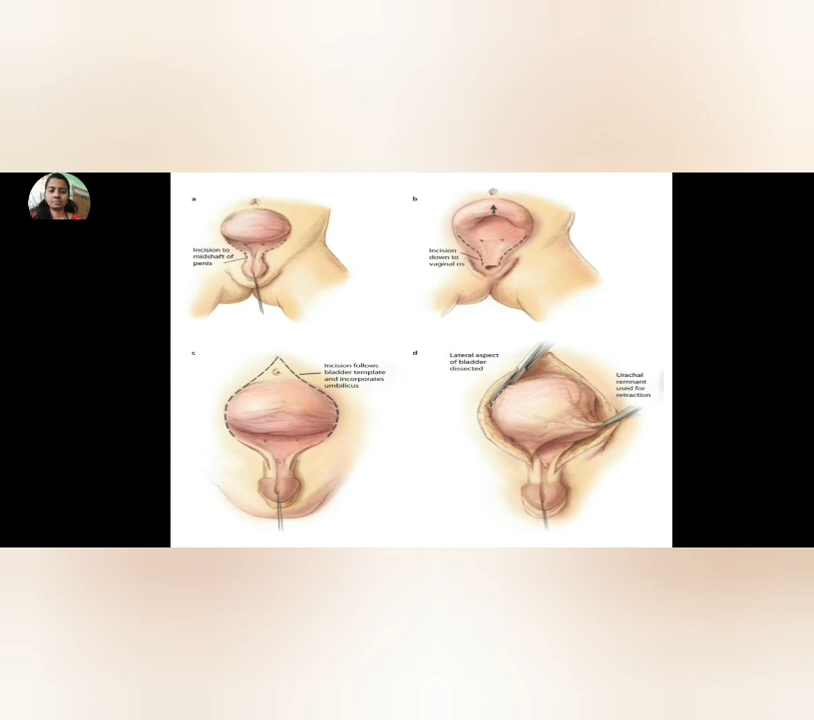 a
Incision to
midshaft of
penis
b
Incision
down to
vaginal os
c
Incision follows
bladder template
and incorporates
umbilicus
d
Lateral aspect
of bladder
dissected
Urachal
remnant
used for
retraction